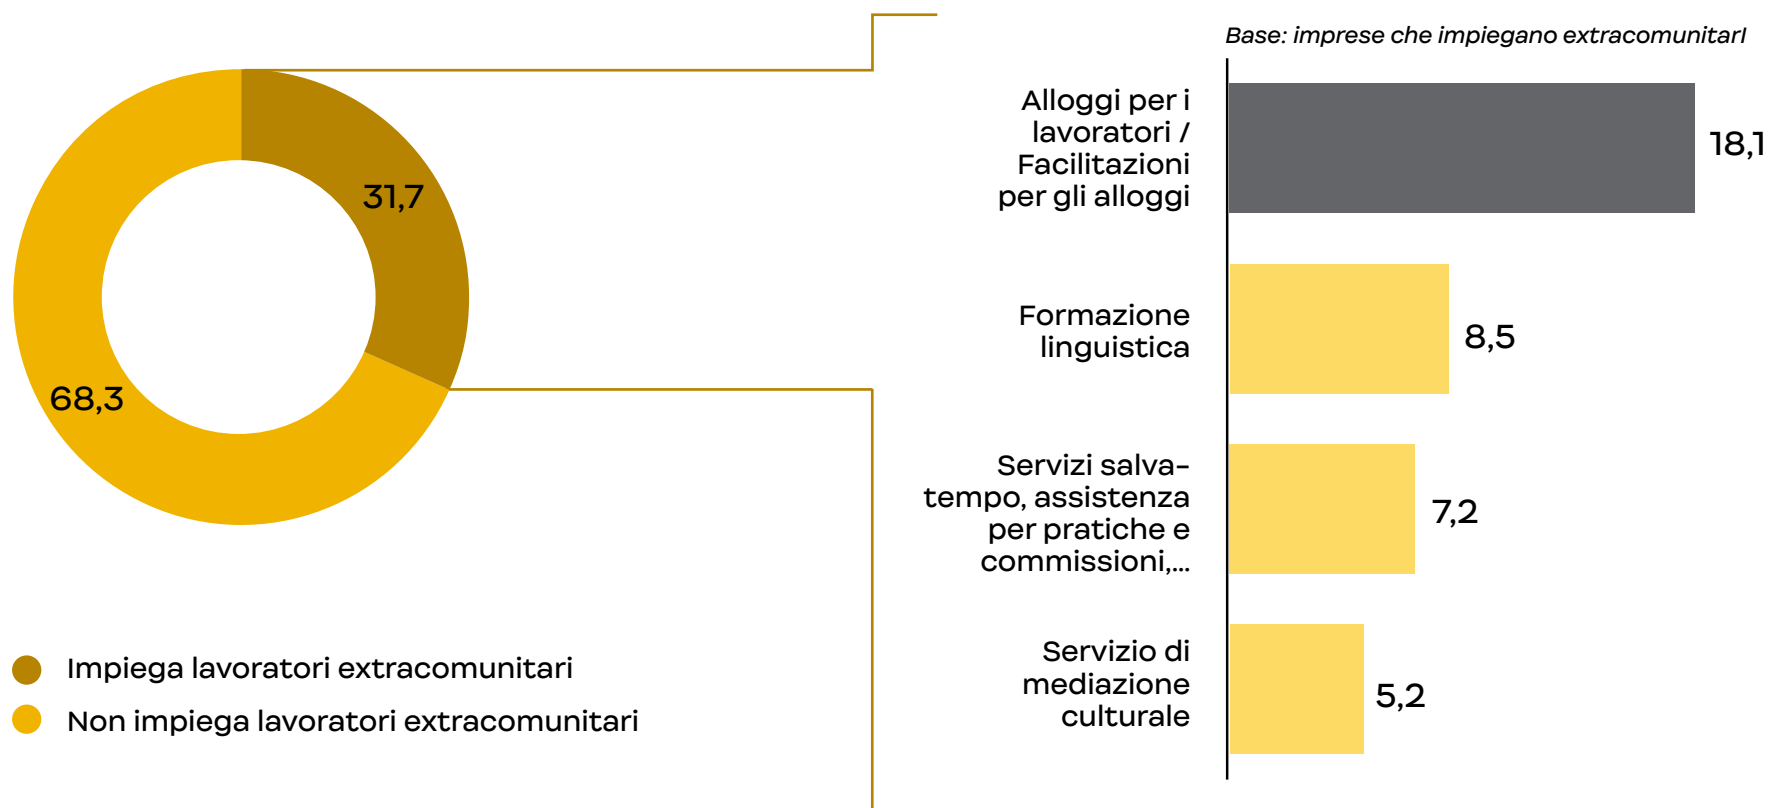 31,7
68,3
Impiega lavoratori extracomunitari
Non impiega lavoratori extracomunitari
Base: imprese che impiegano extracomunitarI
Alloggi per i
lavoratori /
Facilitazioni
per gli alloggi
18,1
Formazione
linguistica
8,5
Servizi salva-
tempo, assistenza
per pratiche e
commissioni,...
7,2
Servizio di
mediazione
culturale
5,2